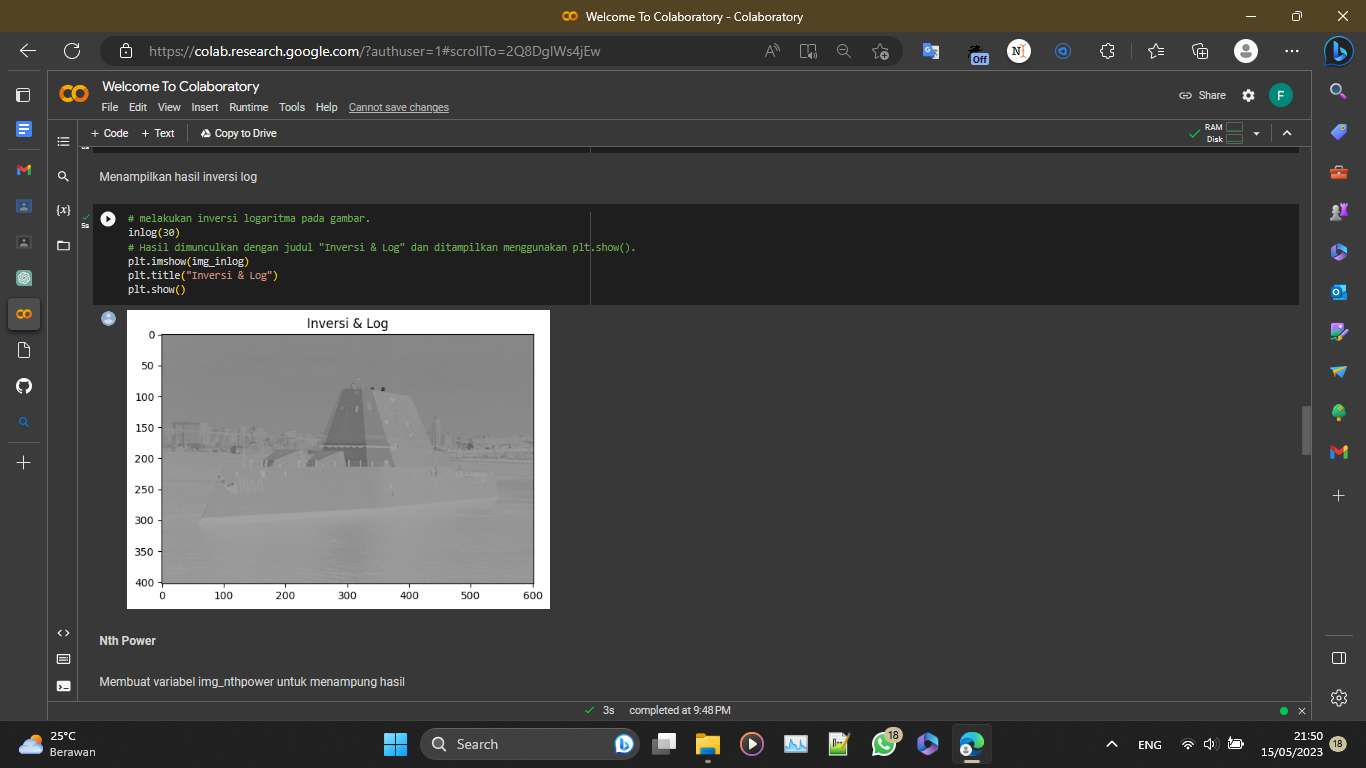 Welcome To Colaboratory - Colaboratory
https://colab.research.google.com/?authuser=1#scrollTo=2Q8DglWs4jEw
Off
N
Welcome To Colaboratory
File Edit View Insert Runtime Tools Help Cannot save changes
Share
F
+ Code + Text Copy to Drive
RAM
Disk
Menampilkan hasil inversi log
{x}
5s
# melakukan inversi logaritma pada gambar.
inlog(30)
# Hasil dimunculkan dengan judul "Inversi & Log" dan ditampilkan menggunakan plt.show().
plt.imshow(img_inlog)
plt.title("Inversi & Log")
plt.show()
Inversi & Log
0
50
100
150
200
250
300
350
400
0 100 200 300 400 500 600
Nth Power
Membuat variabel img_nthpower untuk menampung hasil
3s completed at 9:48 PM
25°C
Berawan
Search
18
ENG
21:50
15/05/2023
18